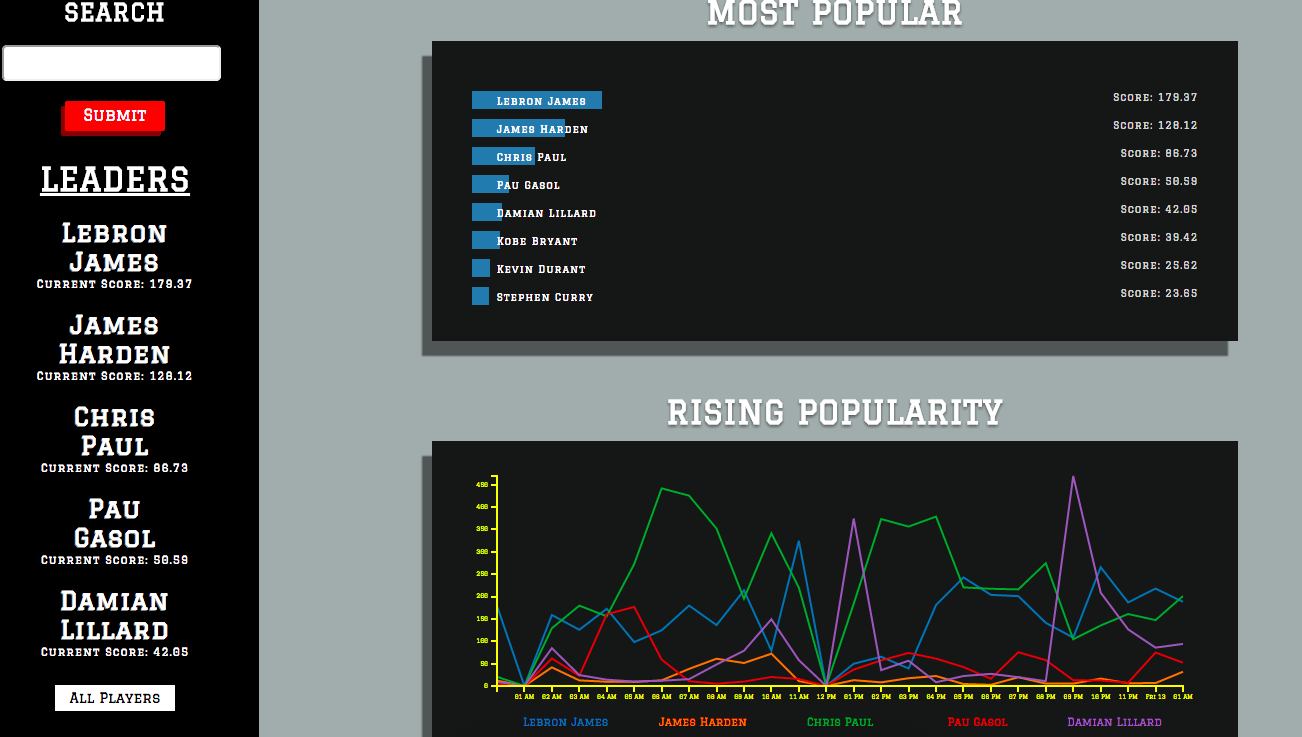 SEARCH
Submit
LEADERS
Lebron
James
Current Score: 179.37
James
Harden
Current Score: 128.12
Chris
Paul
Current Score: 86.73
Pau
Gasol
Current Score: 50.59
Damian
Lillard
Current Score: 42.05
All Players
MOST POPULAR
Lebron James Score: 179.37
James Harden Score: 128.12
Chris Paul Score: 86.73
Pau Gasol Score: 50.59
Damian Lillard Score: 42.05
Kobe Bryant Score: 39.42
Kevin Durant Score: 25.62
Stephen Curry Score: 23.65
RISING POPULARITY
450
400
350
300
250
200
150
100
50
0
01 AM 02 AM 03 AM 04 AM 05 AM 06 AM 07 AM 08 AM 09 AM 10 AM 11 AM 12 PM 01 PM 02 PM 03 PM 04 PM 05 PM 06 PM 07 PM 08 PM 09 PM 10 PM 11 PM Fri 13 01 AM
Lebron James James Harden Chris Paul Pau Gasol Damian Lillard